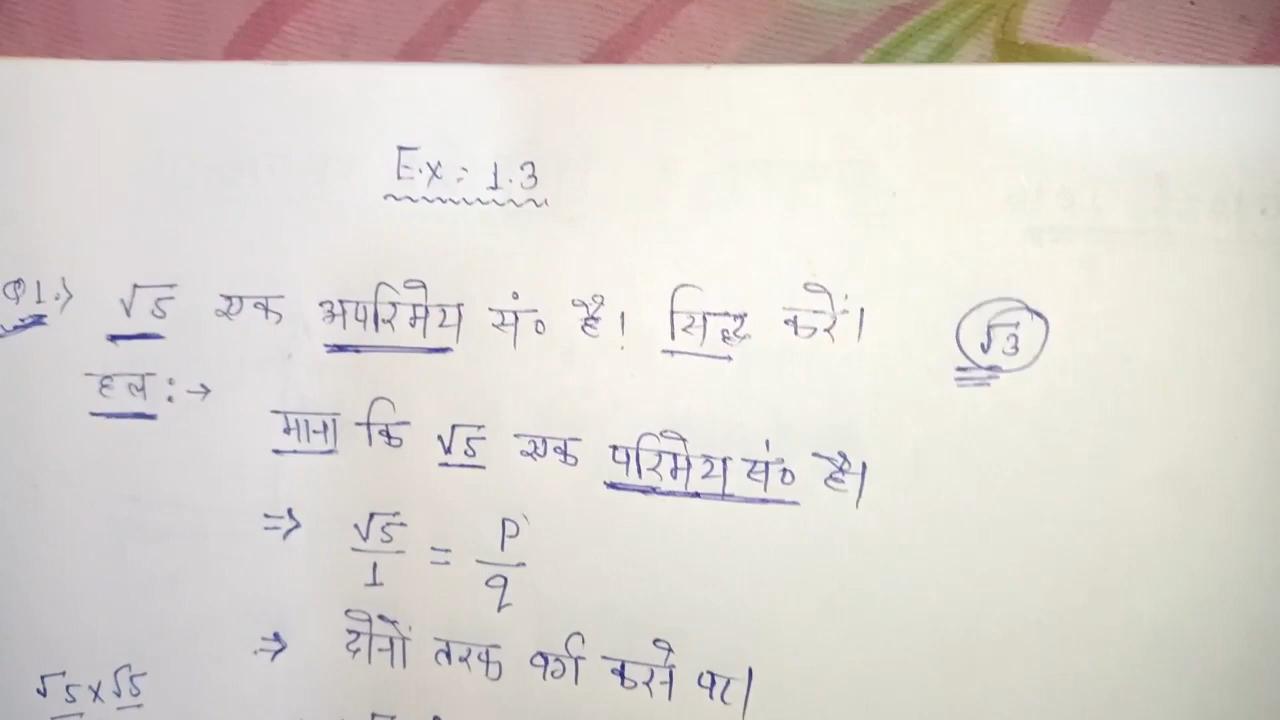 Ex: 1.3
Q1.> √5 एक अपरिमेय सं० है। सिद्ध करें। √3
हल :→
माना कि √5 एक परिमेय सं० है।
⇒ √5/1 = P/q
⇒ दोनों तरफ वर्ग करने पर।
√5×√5